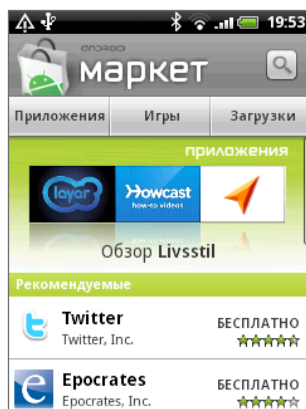 19:53
android
маркет
Приложения Игры Загрузки
приложения
layar Howcast
how-to videos
Обзор Livsstil
Рекомендуемые
Twitter
БЕСПЛАТНО
Twitter, Inc.
Epocrates
БЕСПЛАТНО
Epocrates, Inc.